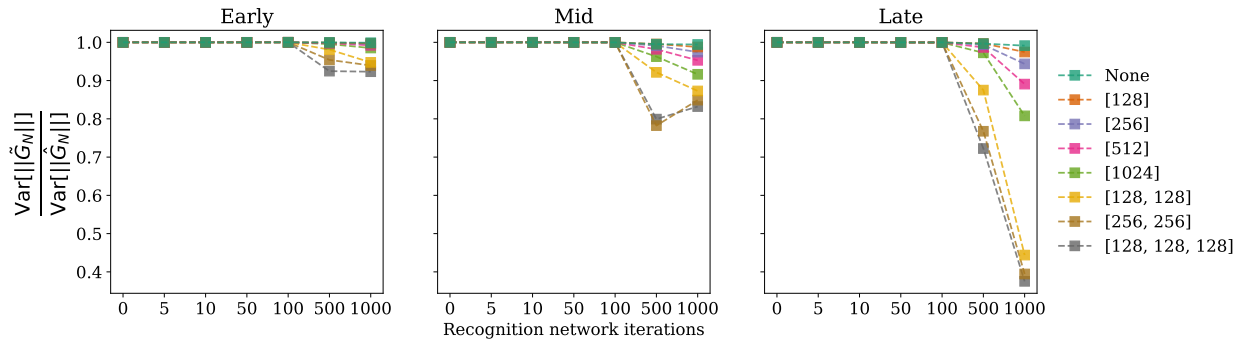 Early
Mid
Late
Var[||G̃_N||]
Var[||Ĝ_N||]
1.0
0.9
0.8
0.7
0.6
0.5
0.4
0 5 10 50 100 500 1000
0 5 10 50 100 500 1000
0 5 10 50 100 500 1000
Recognition network iterations
None
[128]
[256]
[512]
[1024]
[128, 128]
[256, 256]
[128, 128, 128]